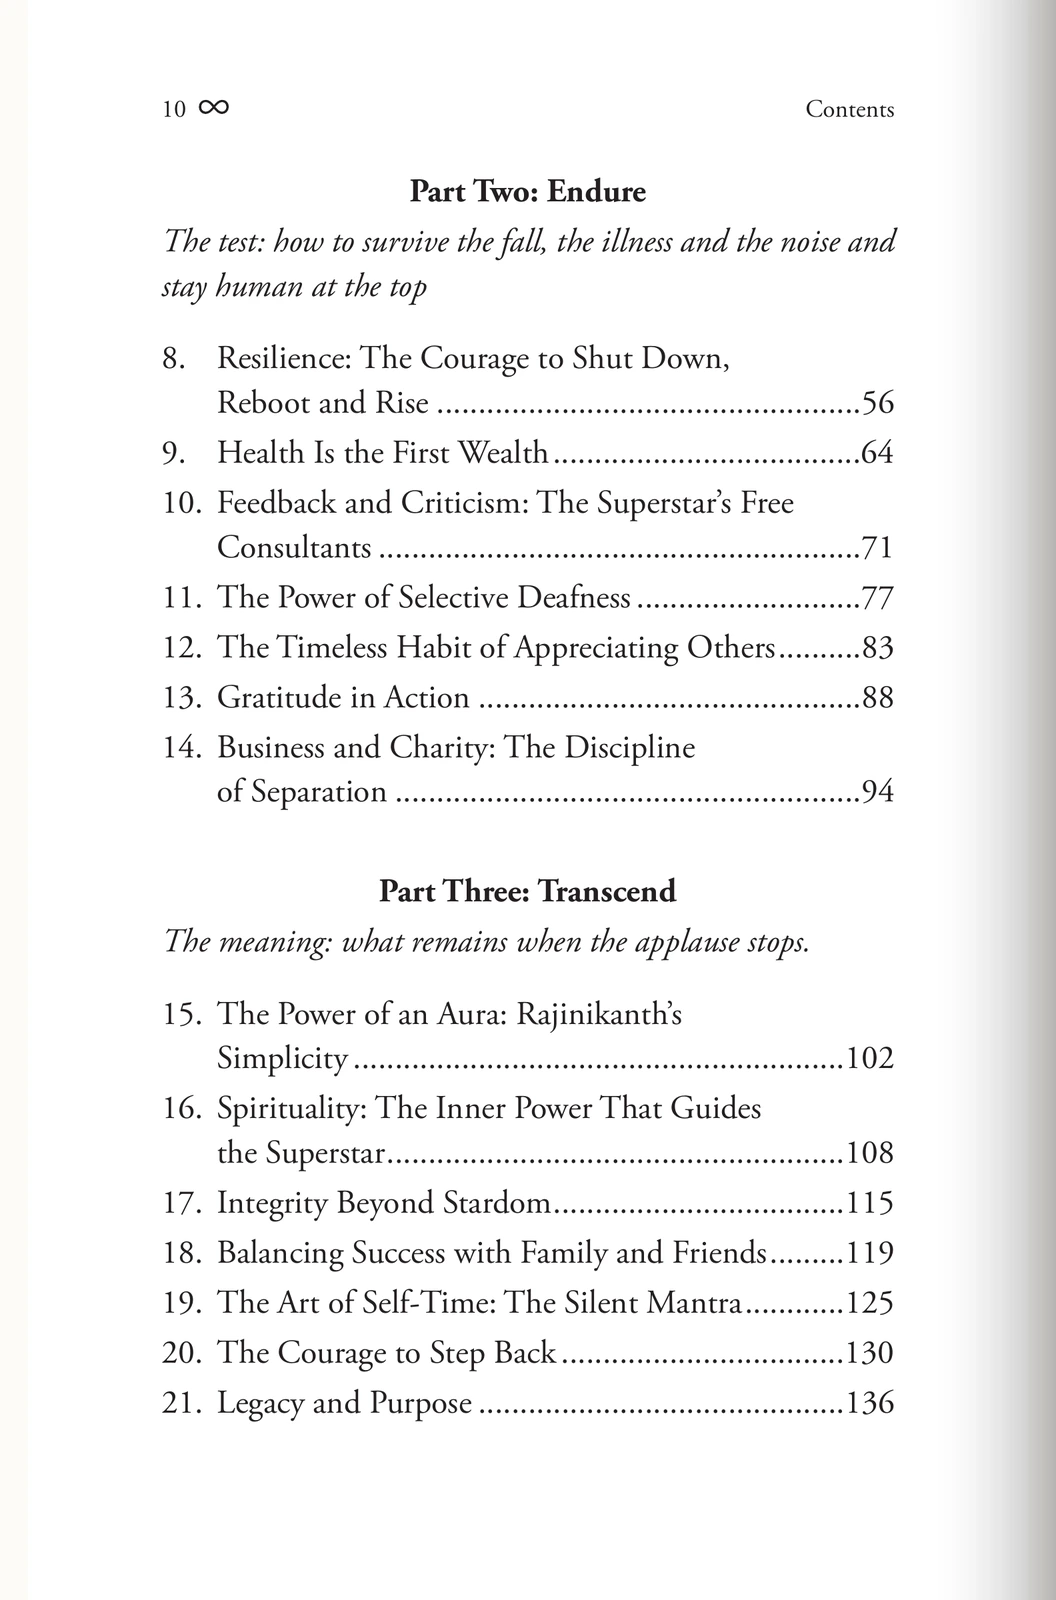 10 ∞ Contents
Part Two: Endure
The test: how to survive the fall, the illness and the noise and
stay human at the top
8. Resilience: The Courage to Shut Down,
Reboot and Rise ...................................................56
9. Health Is the First Wealth.....................................64
10. Feedback and Criticism: The Superstar’s Free
Consultants ..........................................................71
11. The Power of Selective Deafness ...........................77
12. The Timeless Habit of Appreciating Others..........83
13. Gratitude in Action ..............................................88
14. Business and Charity: The Discipline
of Separation ........................................................94
Part Three: Transcend
The meaning: what remains when the applause stops.
15. The Power of an Aura: Rajinikanth’s
Simplicity...........................................................102
16. Spirituality: The Inner Power That Guides
the Superstar.......................................................108
17. Integrity Beyond Stardom...................................115
18. Balancing Success with Family and Friends.........119
19. The Art of Self-Time: The Silent Mantra............125
20. The Courage to Step Back..................................130
21. Legacy and Purpose ............................................136